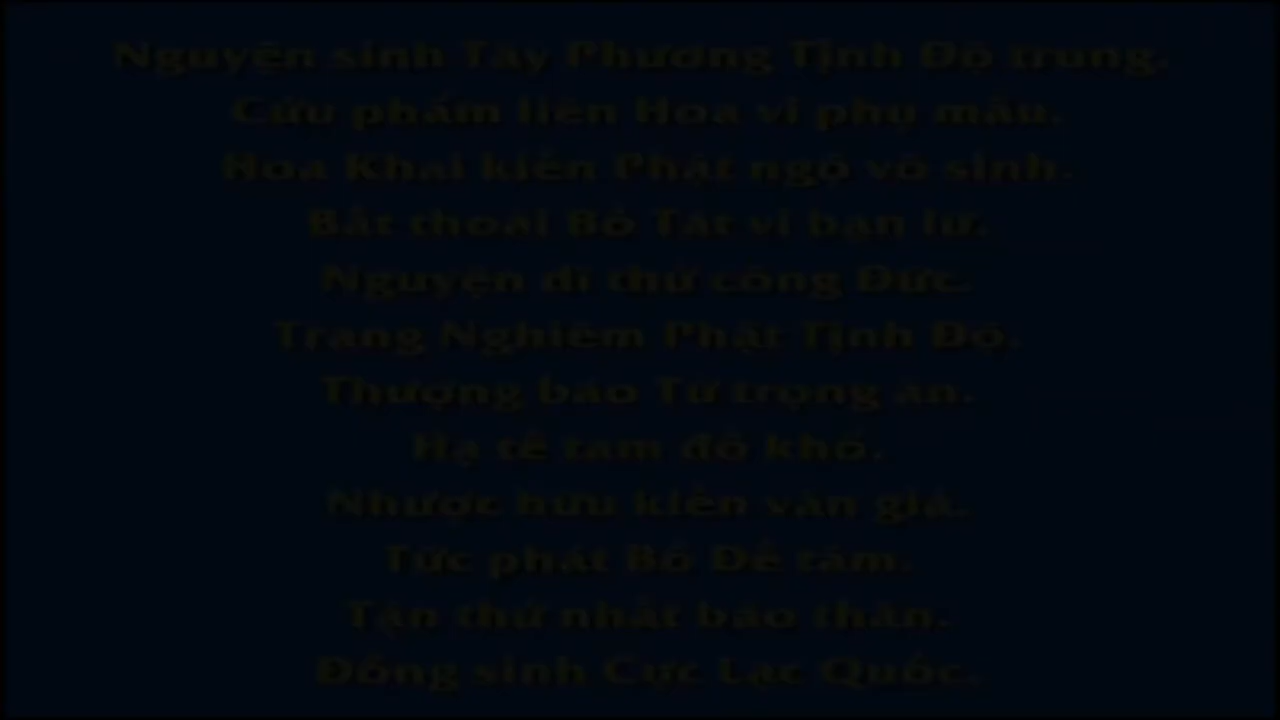 Nguyện sinh Tây Phương Tịnh Độ trung.
Cửu phẩm liên Hoa vi phụ mẫu.
Hoa Khai kiến Phật ngộ vô sinh.
Bất thoái Bồ Tát vi bạn lữ.
Nguyện dĩ thử công Đức.
Trang Nghiêm Phật Tịnh Độ.
Thượng báo Tứ trọng ân.
Hạ tế tam đồ khổ.
Nhược hữu kiến văn giả.
Tức phát Bồ Đề tâm.
Tận thử nhất báo thân.
Đồng sinh Cực Lạc Quốc.